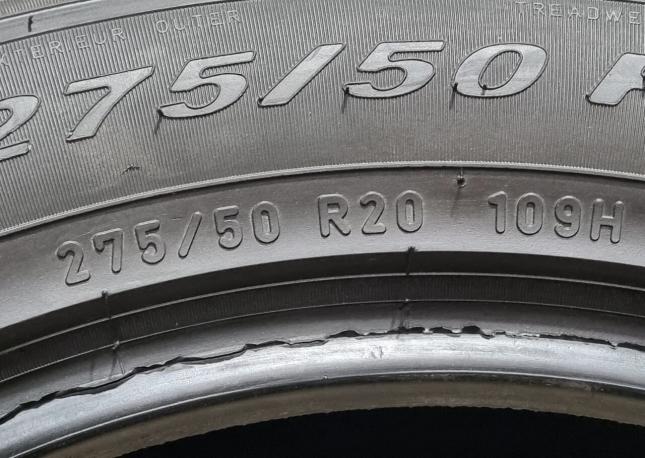 EXTERIEUR OUTER TREADWE
275/50 R
275/50 R20 109H